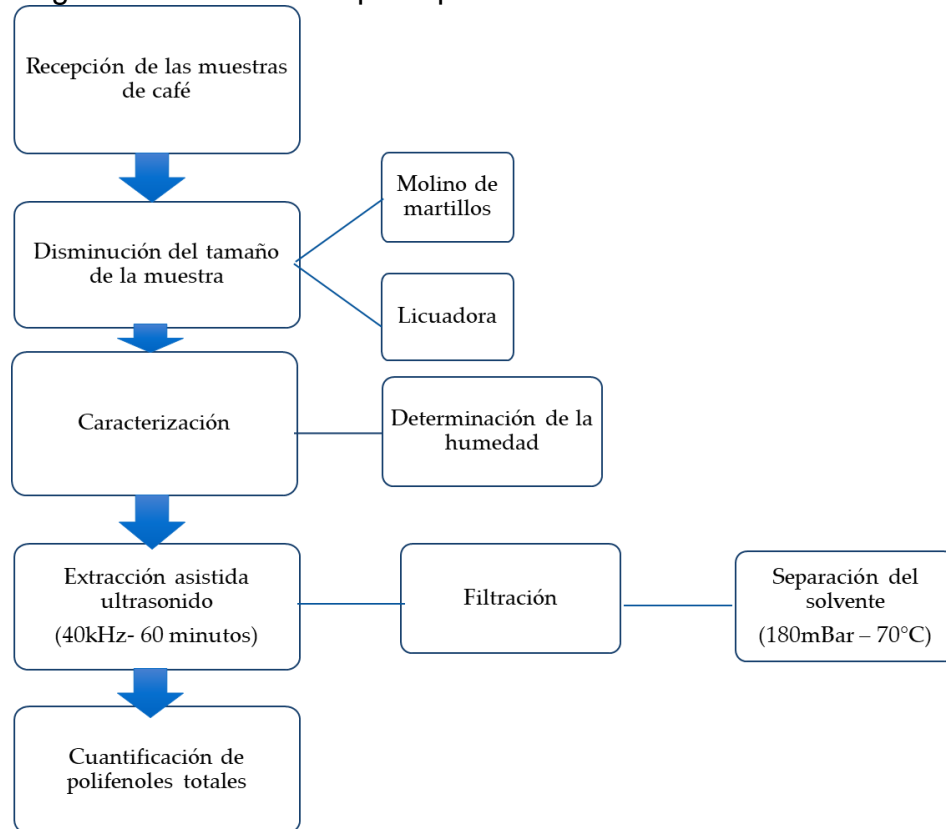 Recepción de las muestras
de café
Molino de
martillos
Disminución del tamaño
de la muestra
Licuadora
Caracterización
Determinación de la
humedad
Extracción asistida
ultrasonido
(40kHz- 60 minutos)
Filtración
Separación del
solvente
(180mBar – 70°C)
Cuantificación de
polifenoles totales